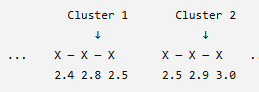 Cluster 1 Cluster 2
↓ ↓
... X – X – X X – X – X ..
2.4 2.8 2.5 2.5 2.9 3.0